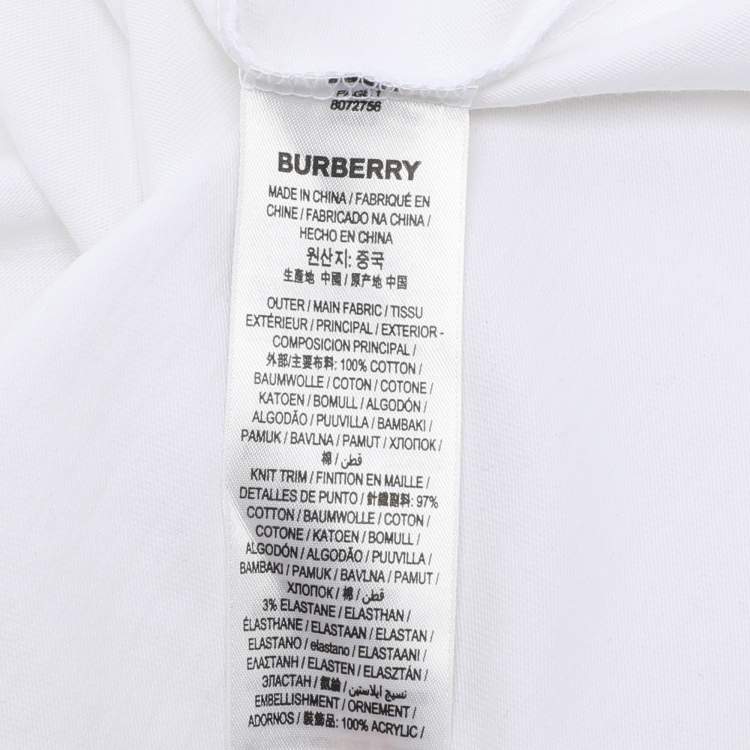 PAGE 1
8072756
BURBERRY
MADE IN CHINA / FABRIQUÉ EN
CHINE / FABRICADO NA CHINA /
HECHO EN CHINA
원산지: 중국
生產地 中國 / 原产地 中国
OUTER / MAIN FABRIC / TISSU
EXTÉRIEUR / PRINCIPAL / EXTERIOR -
COMPOSICION PRINCIPAL /
外部/主要布料: 100% COTTON /
BAUMWOLLE / COTON / COTONE /
KATOEN / BOMULL / ALGODÓN /
ALGODÃO / PUUVILLA / BAMBAKI /
PAMUK / BAVLNA / PAMUT / ХЛОПОК /
棉 / قطن /
KNIT TRIM / FINITION EN MAILLE /
DETALLES DE PUNTO / 針織副料: 97%
COTTON / BAUMWOLLE / COTON /
COTONE / KATOEN / BOMULL /
ALGODÓN / ALGODÃO / PUUVILLA /
BAMBAKI / PAMUK / BAVLNA / PAMUT /
ХЛОПОК / 棉 / قطن /
3% ELASTANE / ELASTHAN /
ÉLASTHANE / ELASTAAN / ELASTAN /
ELASTANO / elastano / ELASTAANI /
ΕΛΑΣΤΑΝΗ / ELASTEN / ELASZTÁN /
ЭЛАСТАН / 氨綸 / نسيج ايلاستين /
EMBELLISHMENT / ORNEMENT /
ADORNOS / 裝飾品: 100% ACRYLIC /